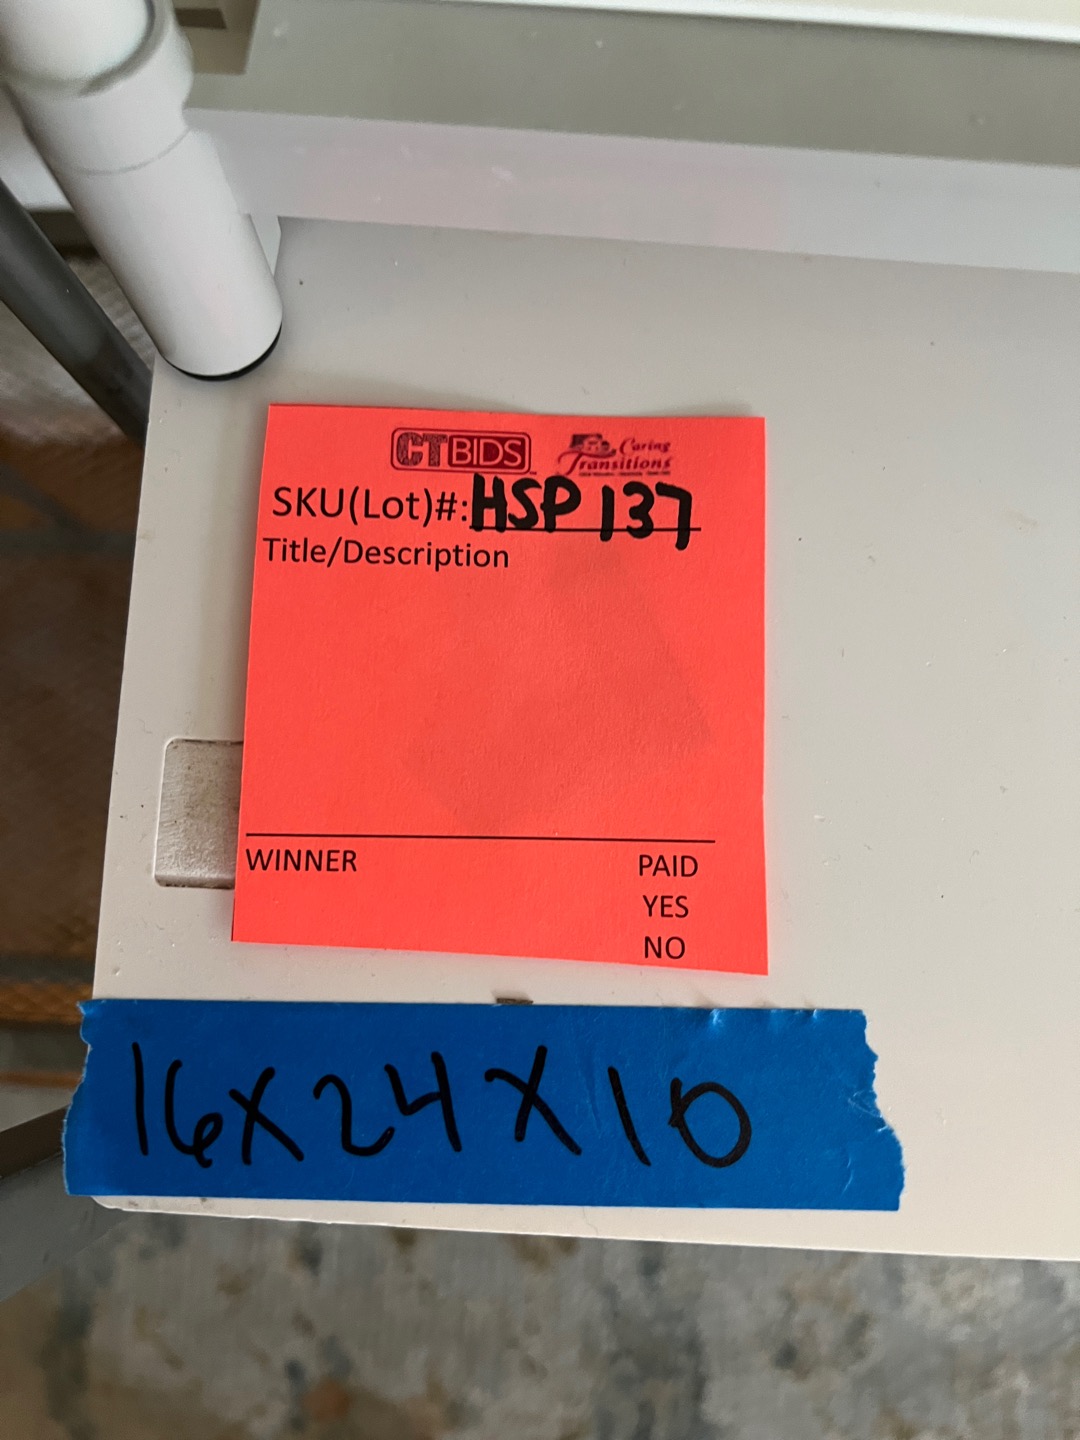 CTBIDS
Caring
Transitions
SKU(Lot)#: HSP 137
Title/Description
WINNER
PAID
YES
NO
16x24x10